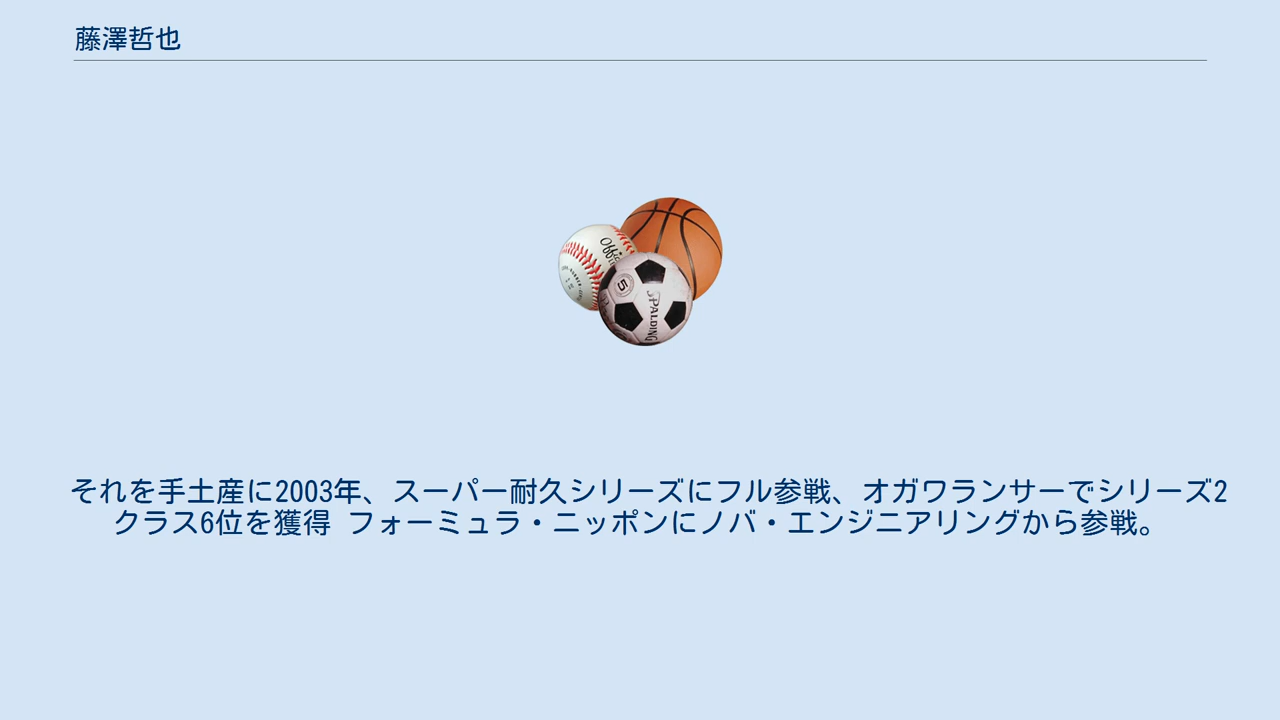 藤澤哲也
Offici
5
SPALDING
それを手土産に2003年、スーパー耐久シリーズにフル参戦、オガワランサーでシリーズ2
クラス6位を獲得 フォーミュラ・ニッポンにノバ・エンジニアリングから参戦。